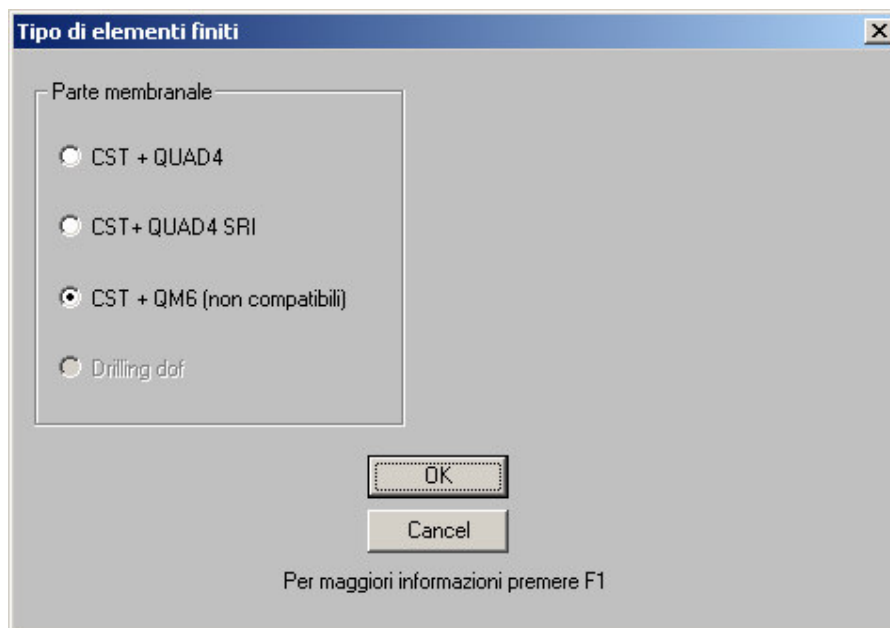 Tipo di elementi finiti
Parte membranale
CST + QUAD4
CST+ QUAD4 SRI
CST + QM6 (non compatibili)
Drilling dof
OK
Cancel
Per maggiori informazioni premere F1